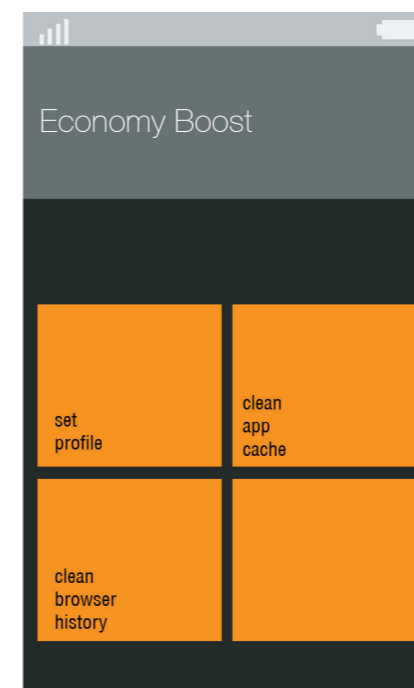 Economy Boost
set
profile
clean
app
cache
clean
browser
history